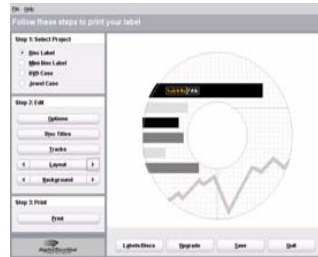 File Help
Follow these steps to print your label
Step 1: Select Project
Disc Label
Mini Disc Label
DVD Case
Jewel Case
Step 2: Edit
Options
Disc Titles
Tracks
Layout
Background
Step 3: Print
Print
LightScribe Discs
Upgrade
Save
Quit